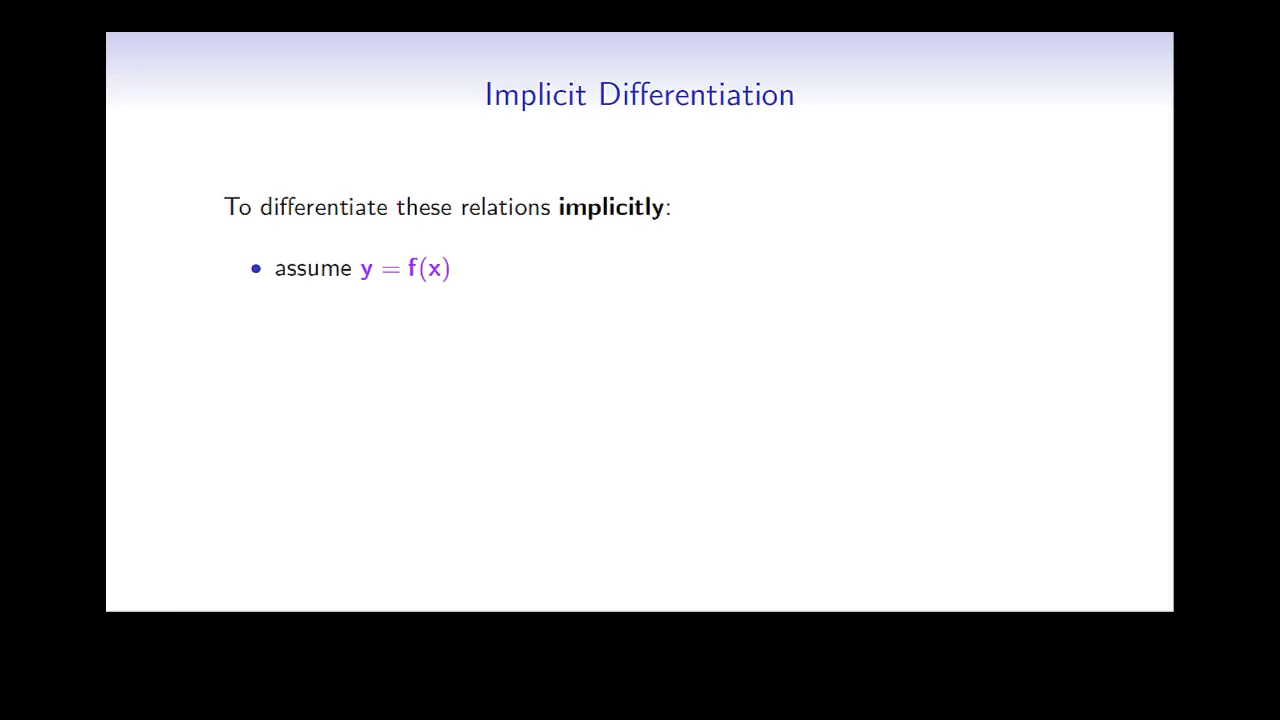 Implicit Differentiation
To differentiate these relations implicitly:
• assume y = f(x)